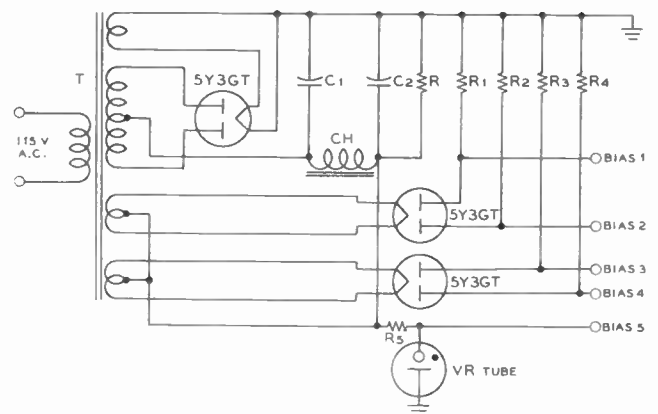 T
5Y3GT
C1
C2
R
R1
R2
R3
R4
115 V
A.C.
CH
BIAS 1
5Y3GT
BIAS 2
BIAS 3
5Y3GT
BIAS 4
BIAS 5
R5
VR TUBE